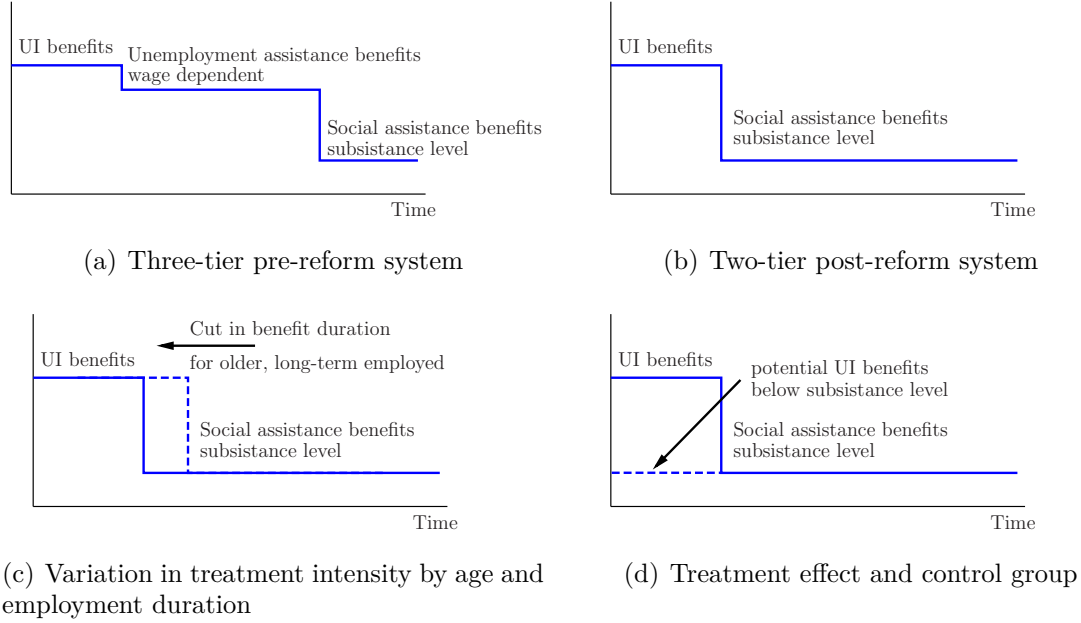 UI benefits
Unemployment assistance benefits
wage dependent
Social assistance benefits
subsistance level
Time
(a) Three-tier pre-reform system
UI benefits
Social assistance benefits
subsistance level
Time
(b) Two-tier post-reform system
Cut in benefit duration
UI benefits
for older, long-term employed
Social assistance benefits
subsistance level
Time
(c) Variation in treatment intensity by age and
employment duration
UI benefits
potential UI benefits
below subsistance level
Social assistance benefits
subsistance level
Time
(d) Treatment effect and control group